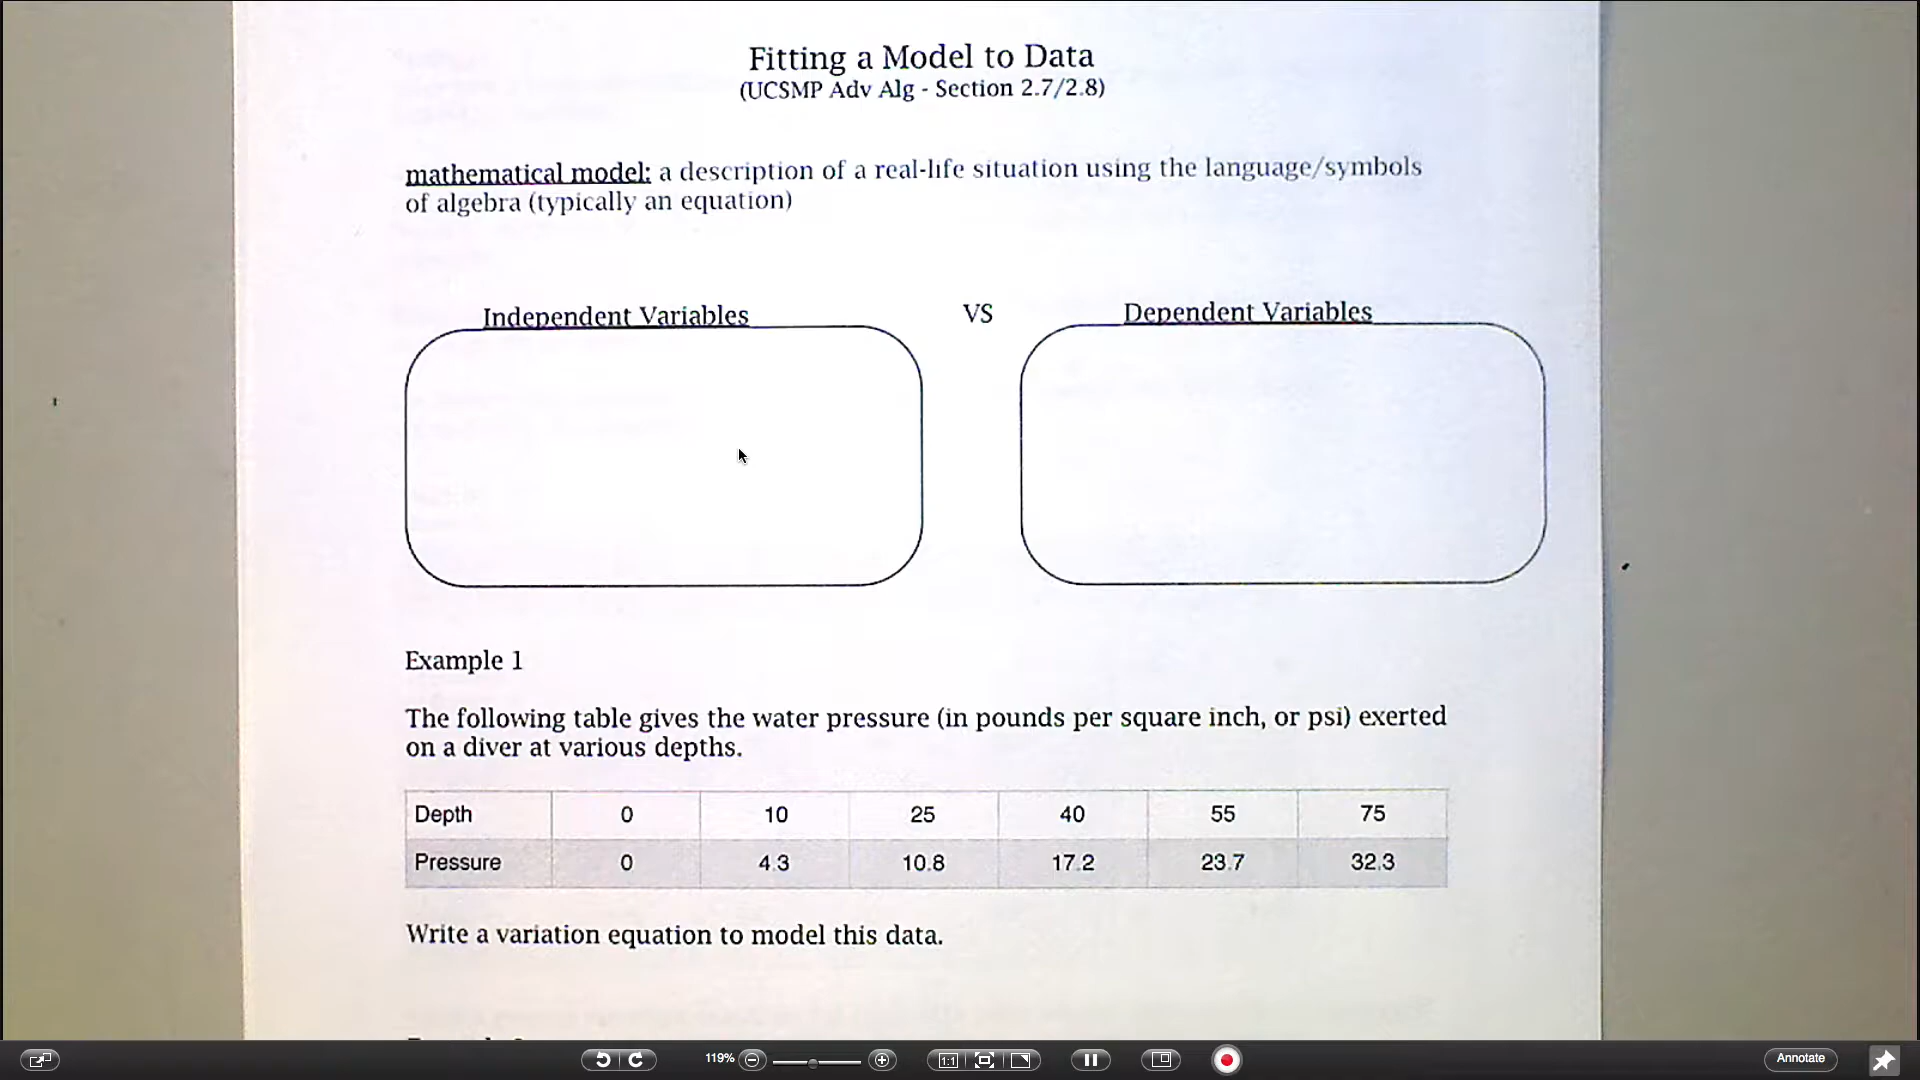 Fitting a Model to Data
(UCSMP Adv Alg - Section 2.7/2.8)
mathematical model: a description of a real-life situation using the language/symbols
of algebra (typically an equation)
Independent Variables VS Dependent Variables
Example 1
The following table gives the water pressure (in pounds per square inch, or psi) exerted
on a diver at various depths.
Depth 0 10 25 40 55 75
Pressure 0 4.3 10.8 17.2 23.7 32.3
Write a variation equation to model this data.
119% 1:1 Annotate